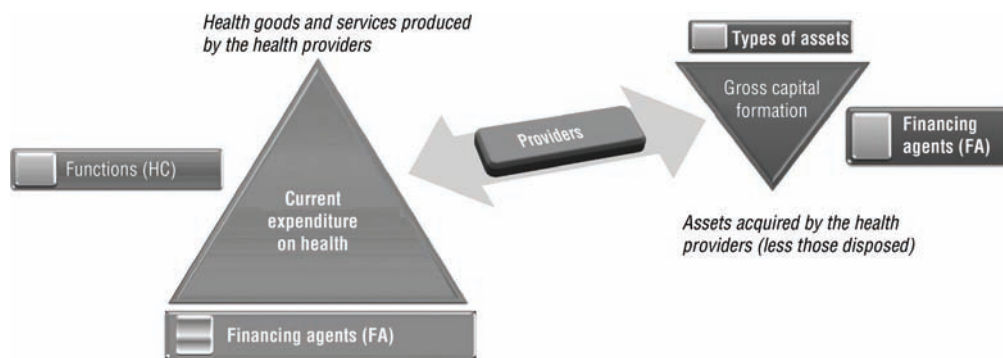 Health goods and services produced
by the health providers
Types of assets
Gross capital
formation
Providers
Financing
agents (FA)
Functions (HC)
Current
expenditure
on health
Assets acquired by the health
providers (less those disposed)
Financing agents (FA)